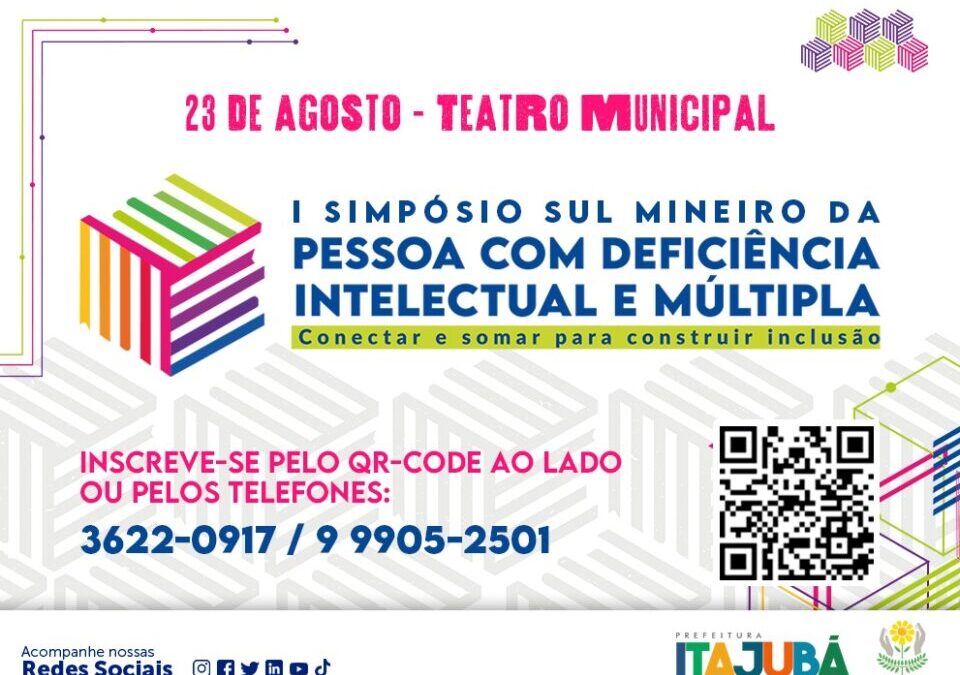 23 DE AGOSTO - TEATRO MUNICIPAL
I SIMPÓSIO SUL MINEIRO DA
PESSOA COM DEFICIÊNCIA
INTELECTUAL E MÚLTIPLA
Conectar e somar para construir inclusão
INSCREVE-SE PELO QR-CODE AO LADO
OU PELOS TELEFONES:
3622-0917 / 9 9905-2501
Acompanhe nossas
Redes Sociais
PREFEITURA
ITAJUBÁ